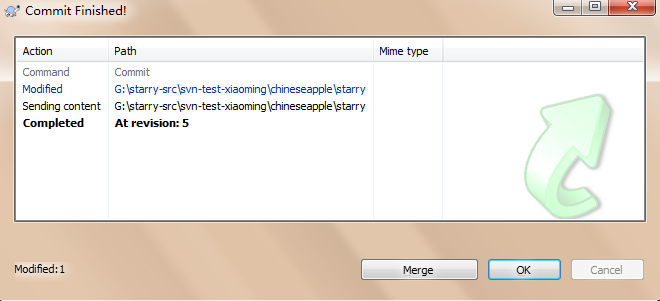 Commit Finished!
Action Path Mime type
Command Commit
Modified G:\starry-src\svn-test-xiaoming\chineseapple\starry
Sending content G:\starry-src\svn-test-xiaoming\chineseapple\starry
Completed At revision: 5
Modified:1 Merge OK Cancel